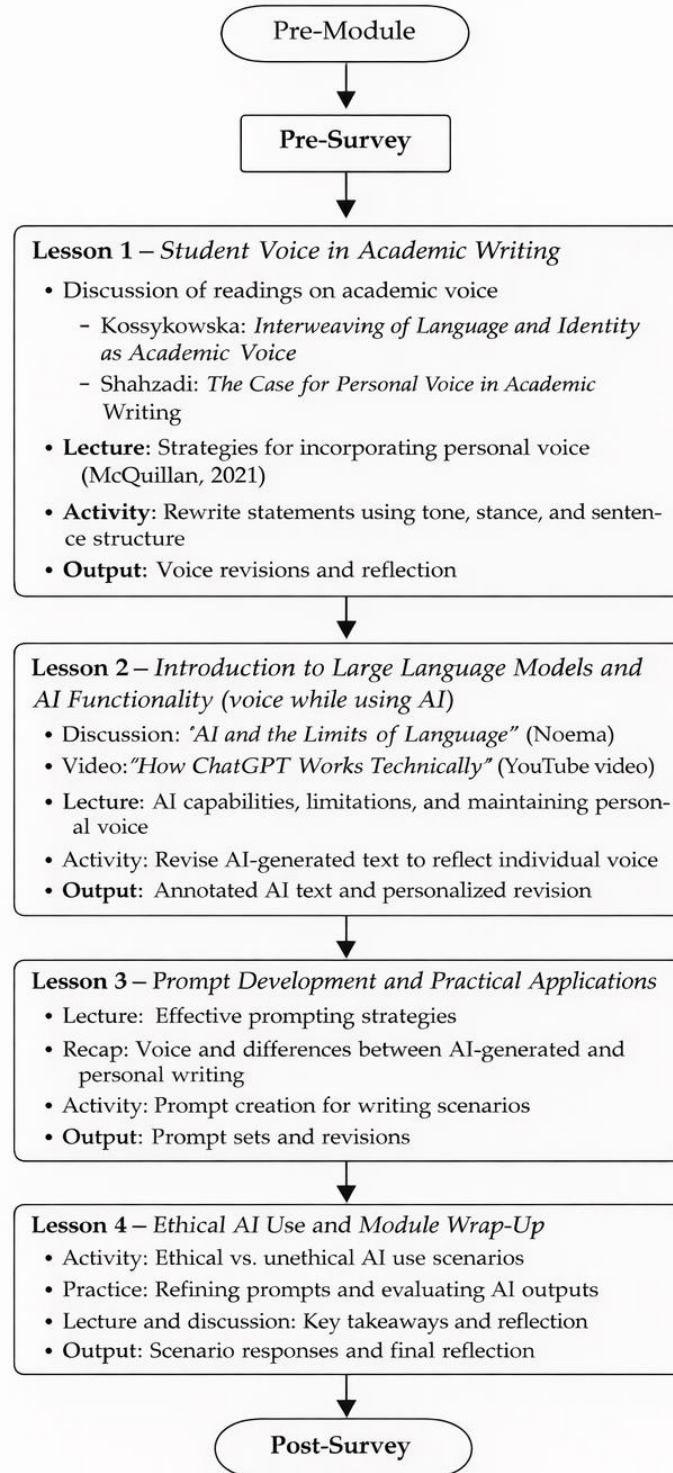 Pre-Module
Pre-Survey
Lesson 1 – Student Voice in Academic Writing
• Discussion of readings on academic voice
– Kossykowska: Interweaving of Language and Identity
as Academic Voice
– Shahzadi: The Case for Personal Voice in Academic
Writing
• Lecture: Strategies for incorporating personal voice
(McQuillan, 2021)
• Activity: Rewrite statements using tone, stance, and senten-
ce structure
• Output: Voice revisions and reflection
Lesson 2 – Introduction to Large Language Models and
AI Functionality (voice while using AI)
• Discussion: "AI and the Limits of Language" (Noema)
• Video: "How ChatGPT Works Technically" (YouTube video)
• Lecture: AI capabilities, limitations, and maintaining person-
al voice
• Activity: Revise AI-generated text to reflect individual voice
• Output: Annotated AI text and personalized revision
Lesson 3 – Prompt Development and Practical Applications
• Lecture: Effective prompting strategies
• Recap: Voice and differences between AI-generated and
personal writing
• Activity: Prompt creation for writing scenarios
• Output: Prompt sets and revisions
Lesson 4 – Ethical AI Use and Module Wrap-Up
• Activity: Ethical vs. unethical AI use scenarios
• Practice: Refining prompts and evaluating AI outputs
• Lecture and discussion: Key takeaways and reflection
• Output: Scenario responses and final reflection
Post-Survey